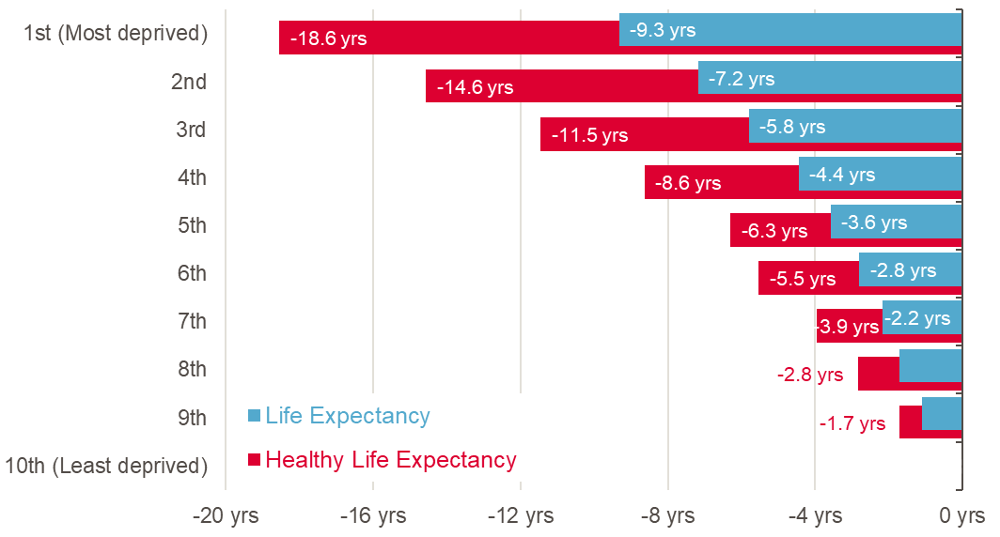 1st (Most deprived) -18.6 yrs -9.3 yrs
2nd -14.6 yrs -7.2 yrs
3rd -11.5 yrs -5.8 yrs
4th -8.6 yrs -4.4 yrs
5th -6.3 yrs -3.6 yrs
6th -5.5 yrs -2.8 yrs
7th -3.9 yrs -2.2 yrs
8th -2.8 yrs
9th -1.7 yrs
10th (Least deprived)
Life Expectancy
Healthy Life Expectancy
-20 yrs -16 yrs -12 yrs -8 yrs -4 yrs 0 yrs